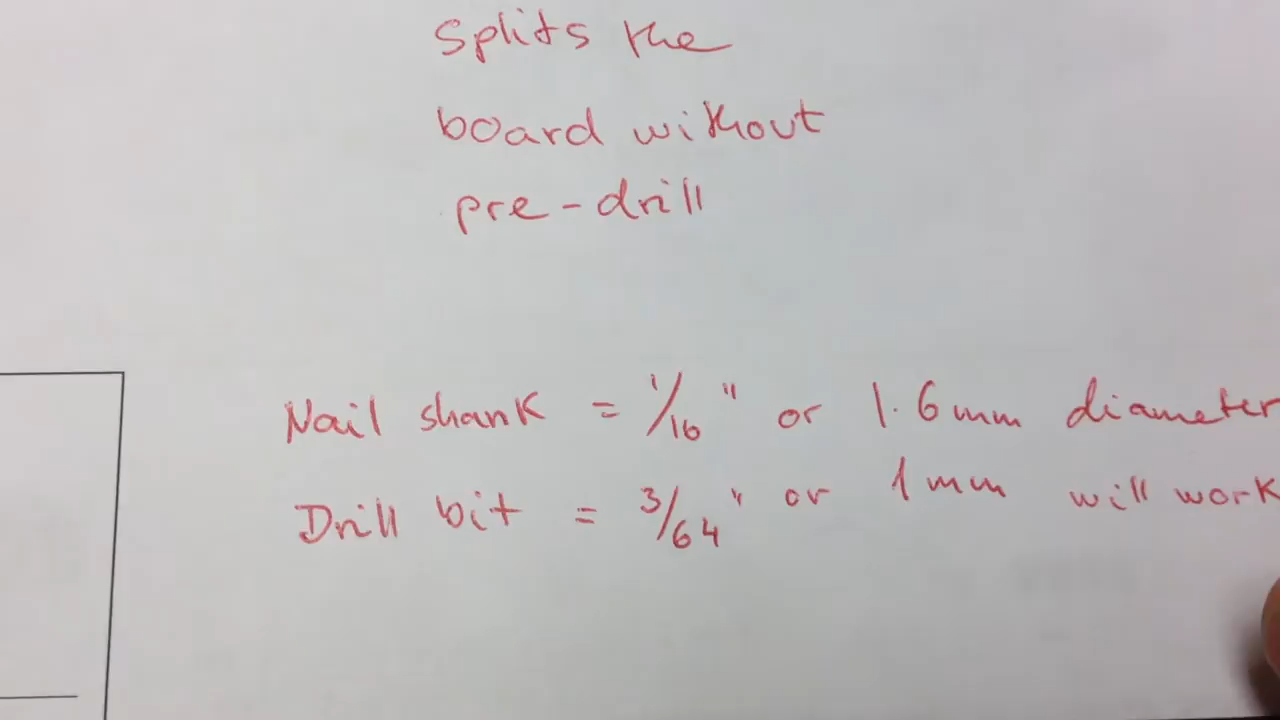 Splits the
board without
pre-drill
Nail shank = 1/16" or 1.6mm diameter
Drill bit = 3/64" or 1mm will work